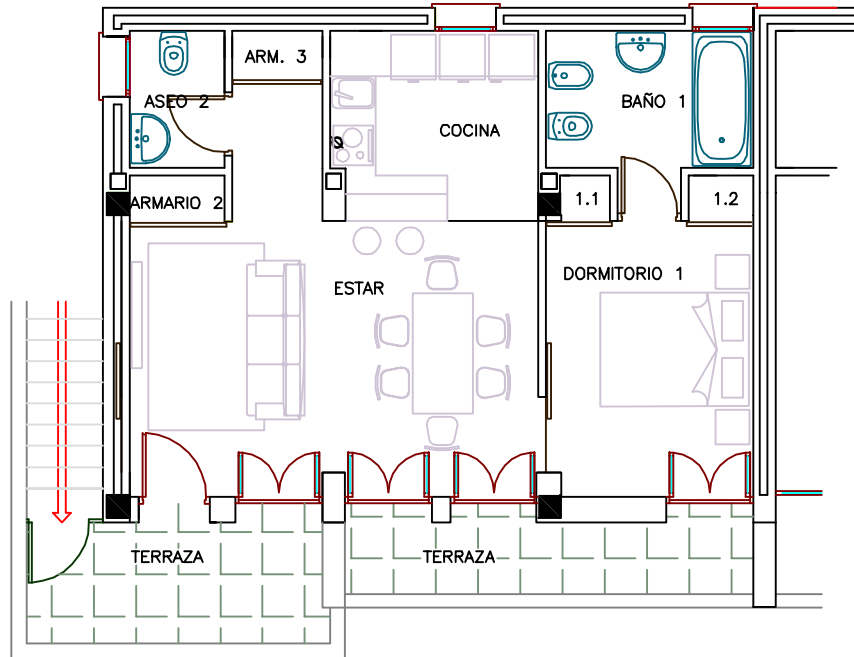 ARM. 3
ASEO 2
BAÑO 1
COCINA
ARMARIO 2
1.1
1.2
DORMITORIO 1
ESTAR
TERRAZA
TERRAZA